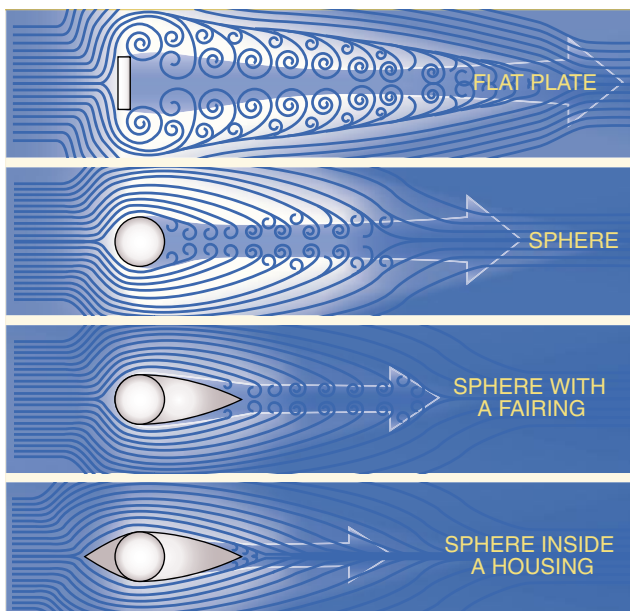 FLAT PLATE
SPHERE
SPHERE WITH
A FAIRING
SPHERE INSIDE
A HOUSING